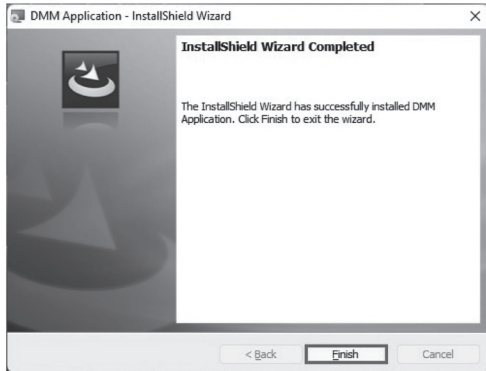 DMM Application - InstallShield Wizard
InstallShield Wizard Completed
The InstallShield Wizard has successfully installed DMM
Application. Click Finish to exit the wizard.
< Back
Finish
Cancel